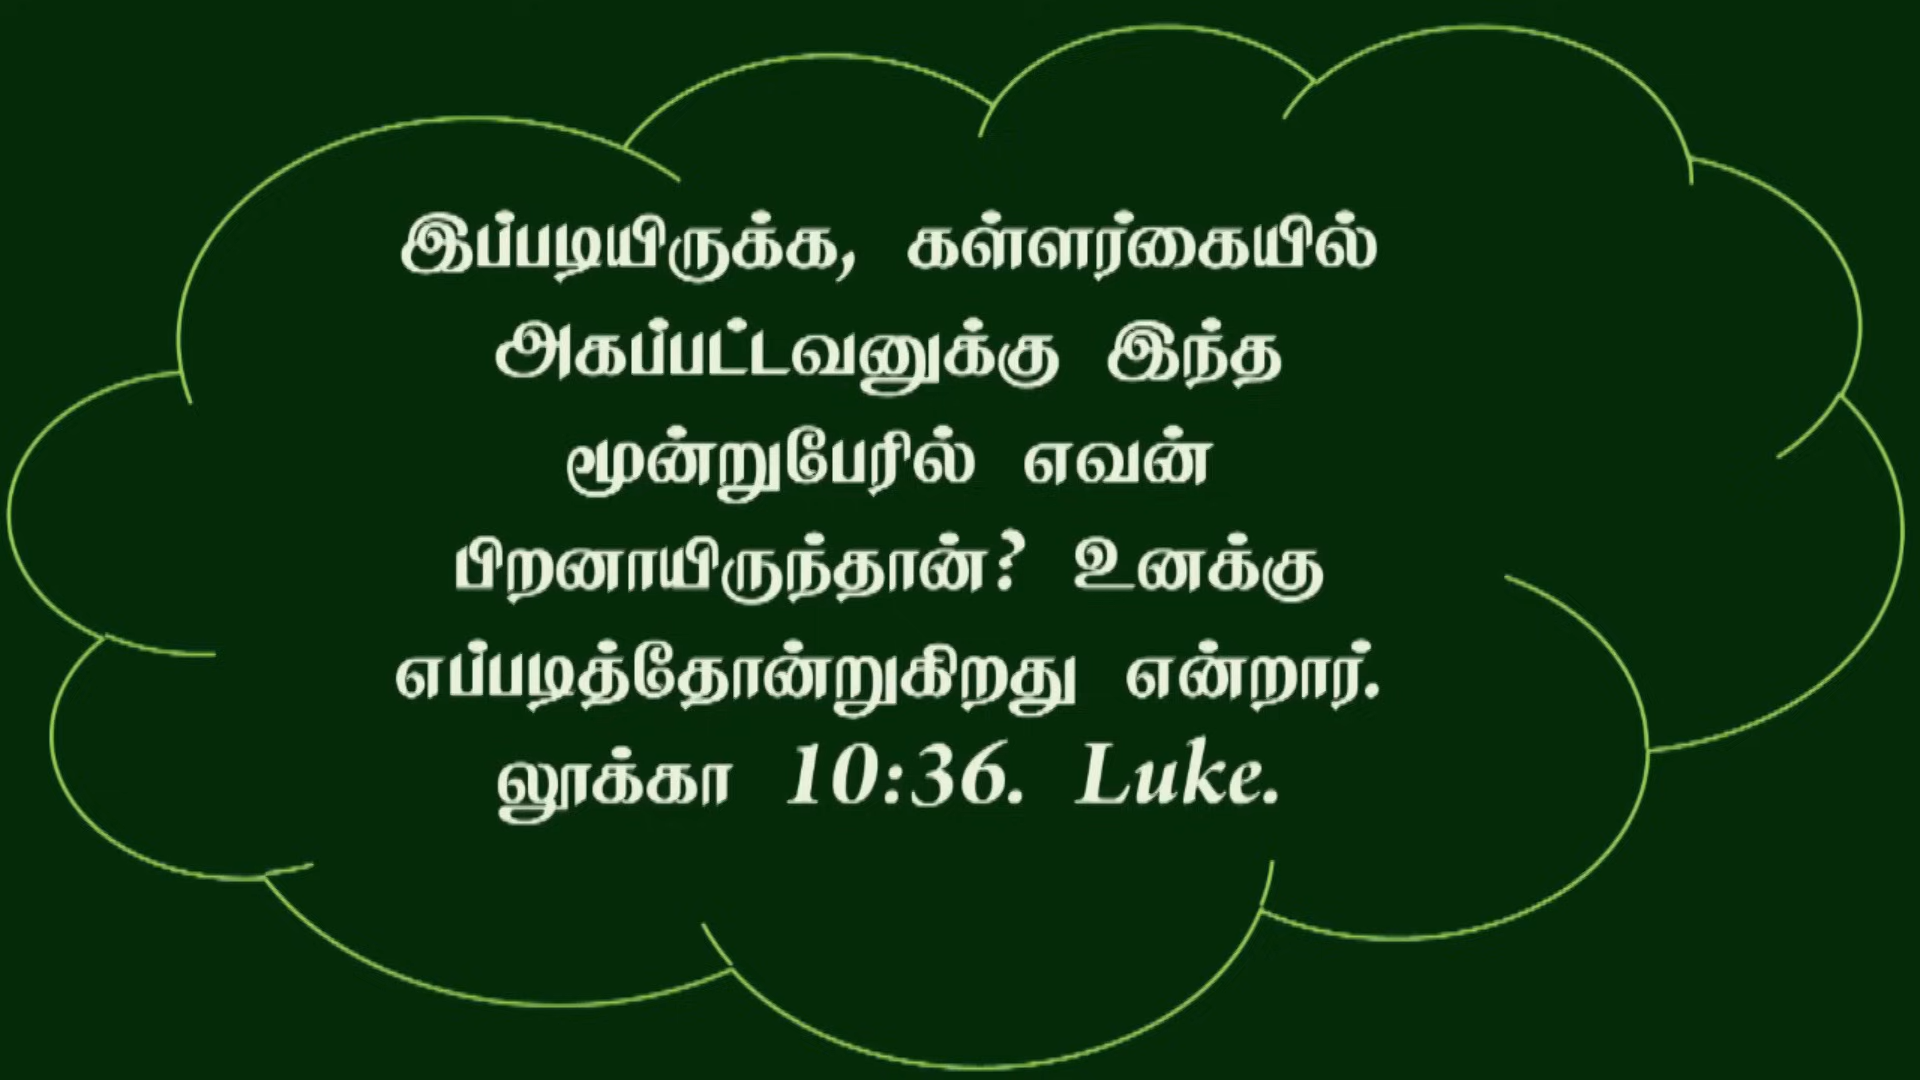 இப்படியிருக்க, கள்ளர்கையில்
அகப்பட்டவனுக்கு இந்த
மூன்றுபேரில் எவன்
பிறனாயிருந்தான்? உனக்கு
எப்படித்தோன்றுகிறது என்றார்.
லூக்கா 10:36. Luke.